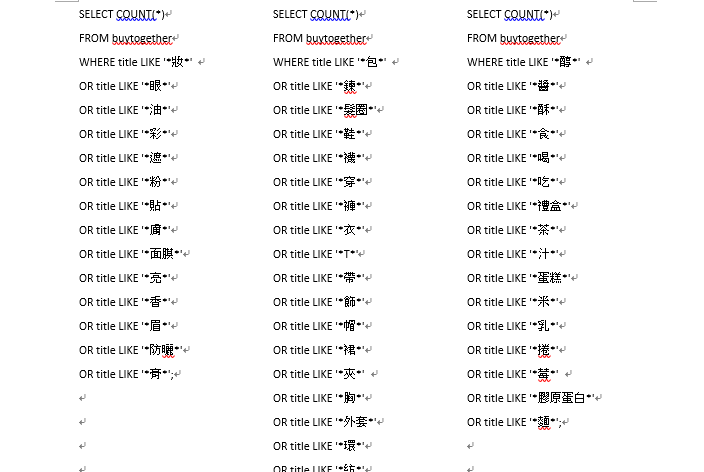 SELECT COUNT(*)
FROM buytogether
WHERE title LIKE '*妝*'
OR title LIKE '*眼*'
OR title LIKE '*油*'
OR title LIKE '*彩*'
OR title LIKE '*遮*'
OR title LIKE '*粉*'
OR title LIKE '*貼*'
OR title LIKE '*膚*'
OR title LIKE '*面膜*'
OR title LIKE '*亮*'
OR title LIKE '*香*'
OR title LIKE '*眉*'
OR title LIKE '*防曬*'
OR title LIKE '*膏*';
SELECT COUNT(*)
FROM buytogether
WHERE title LIKE '*包*'
OR title LIKE '*鍊*'
OR title LIKE '*髮圈*'
OR title LIKE '*鞋*'
OR title LIKE '*襪*'
OR title LIKE '*穿*'
OR title LIKE '*褲*'
OR title LIKE '*衣*'
OR title LIKE '*T*'
OR title LIKE '*帶*'
OR title LIKE '*飾*'
OR title LIKE '*帽*'
OR title LIKE '*裙*'
OR title LIKE '*夾*'
OR title LIKE '*胸*'
OR title LIKE '*外套*'
OR title LIKE '*環*'
OR title LIKE
SELECT COUNT(*)
FROM buytogether
WHERE title LIKE '*醇*'
OR title LIKE '*醬*'
OR title LIKE '*酥*'
OR title LIKE '*食*'
OR title LIKE '*喝*'
OR title LIKE '*吃*'
OR title LIKE '*禮盒*'
OR title LIKE '*茶*'
OR title LIKE '*汁*'
OR title LIKE '*蛋糕*'
OR title LIKE '*米*'
OR title LIKE '*乳*'
OR title LIKE '*捲*'
OR title LIKE '*莓*'
OR title LIKE '*膠原蛋白*'
OR title LIKE '*麵*';